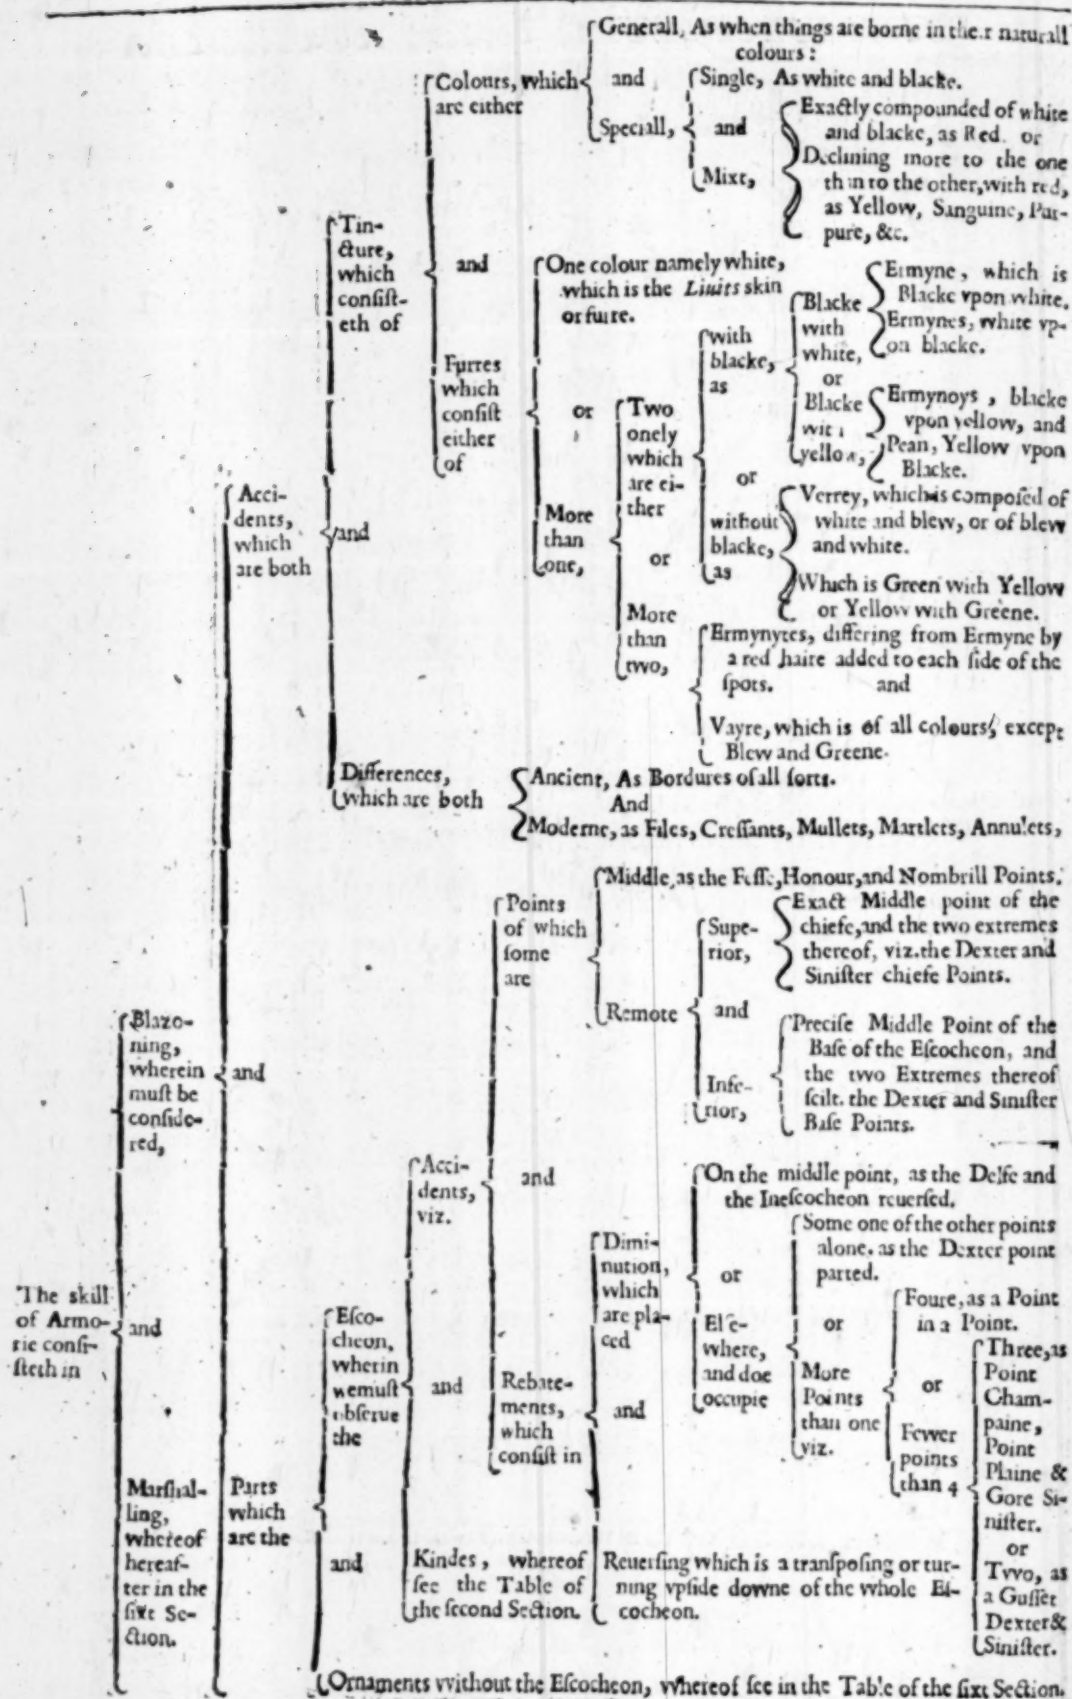 Generall, As when things are borne in the.r naturall
colours :
Colours, which
are either
and
Speciall,
Single, As white and blacke.
and
Mixt,
Exactly compounded of white
and blacke, as Red. or
Declining more to the one
than to the other, with red,
as Yellow, Sanguine, Pur-
pure, &c.
Tin-
cture,
which
consist-
eth of
and
Furres
which
consist
either
of
One colour namely white,
which is the Lituits skin
or furre.
or
More
than
one,
Two
onely
which
are ei-
ther
or
More
than
two,
with
blacke,
as
or
without
blacke,
as
Blacke
with
white,
or
Blacke
with
yellow,
Ermyne, which is
Blacke vpon white.
Ermynes, white vp-
on blacke.
Ermynoys, blacke
vpon yellow, and
Pean, Yellow vpon
Blacke.
Verrey, which is composed of
white and blew, or of blew
and white.
Which is Green with Yellow
or Yellow with Greene.
Ermynytes, differing from Ermyne by
a red haire added to each side of the
spots. and
Vayre, which is of all colours, except
Blew and Greene.
Acci-
dents,
which
are both
and
Differences,
which are both
Ancient, As Bordures of all sorts.
And
Moderne, as Files, Cressants, Mullets, Martlets, Annulets,
Blazo-
ning,
wherein
must be
conside-
red,
and
Points
of which
some
are
Middle, as the Fesse, Honour, and Nombrill Points.
Remote
Supe-
rior,
and
Infe-
rior,
Exact Middle point of the
chiefe, and the two extremes
thereof, viz. the Dexter and
Sinister chiefe Points.
Precise Middle Point of the
Base of the Escocheon, and
the two Extremes thereof
scilt. the Dexter and Sinister
Base Points.
Acci-
dents,
viz.
and
Rebate-
ments,
which
consist in
Dimi-
nution,
which
are pla-
ced
and
On the middle point, as the Delfe and
the Inescocheon reuersed.
or
Else-
where,
and doe
occupie
Some one of the other points
alone. as the Dexter point
parted.
or
More
Points
than one
viz.
Foure, as a Point
in a Point.
or
Fewer
points
than 4
Three, as
Point
Cham-
paine,
Point
Plaine &
Gore Si-
nister.
or
Two, as
a Gusset
Dexter &
Sinister.
The skill
of Armo-
rie consi-
steth in
and
Esco-
cheon,
wherin
we must
obserue
the
and
Marshal-
ling,
whereof
hereaf-
ter in the
sixt Se-
ction.
Parts
which
are the
and
Kindes, whereof
see the Table of
the second Section.
Reuersing which is a transposing or tur-
ning vpside downe of the whole Es-
cocheon.
Ornaments without the Escocheon, whereof see in the Table of the sixt Section.